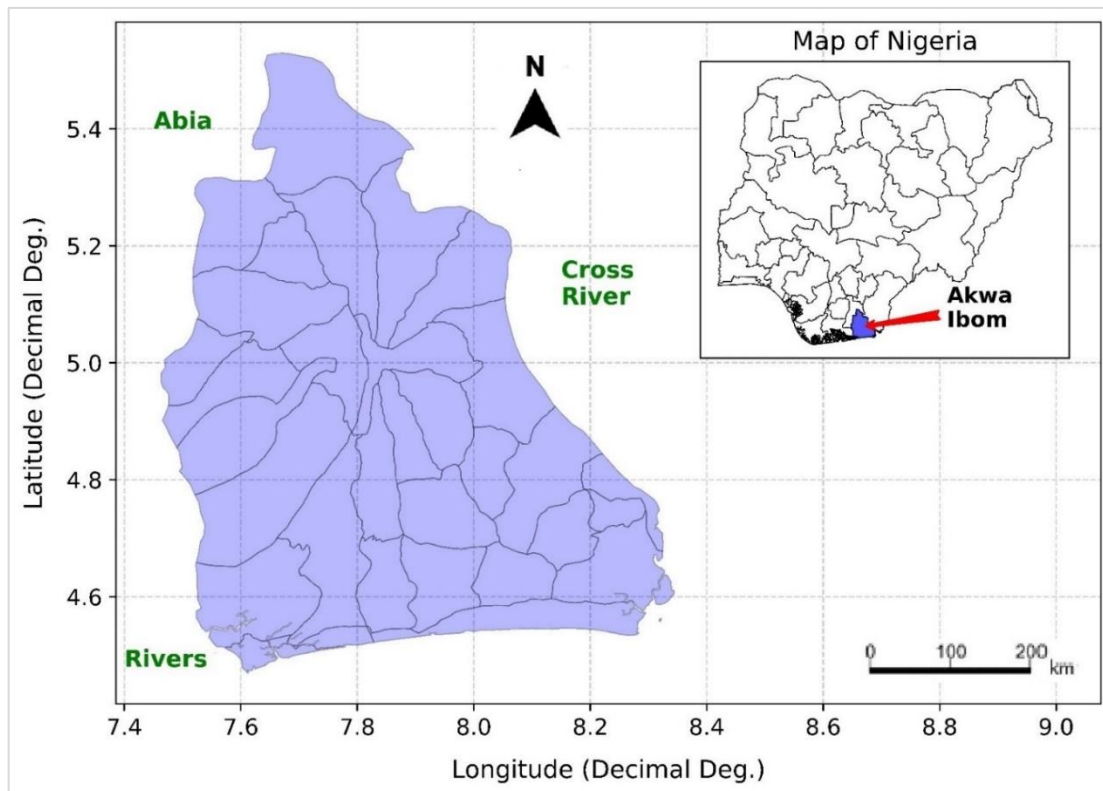 Map of Nigeria
N
Abia
Cross
River
Akwa
Ibom
Rivers
0 100 200
km
5.4
5.2
5.0
4.8
4.6
Latitude (Decimal Deg.)
7.4 7.6 7.8 8.0 8.2 8.4 8.6 8.8 9.0
Longitude (Decimal Deg.)